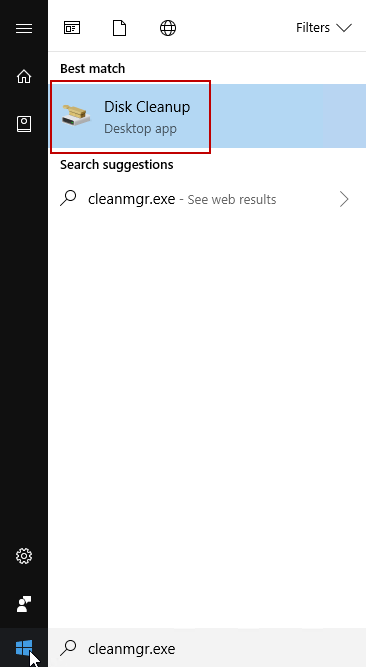 Filters
Best match
Disk Cleanup
Desktop app
Search suggestions
cleanmgr.exe - See web results
cleanmgr.exe